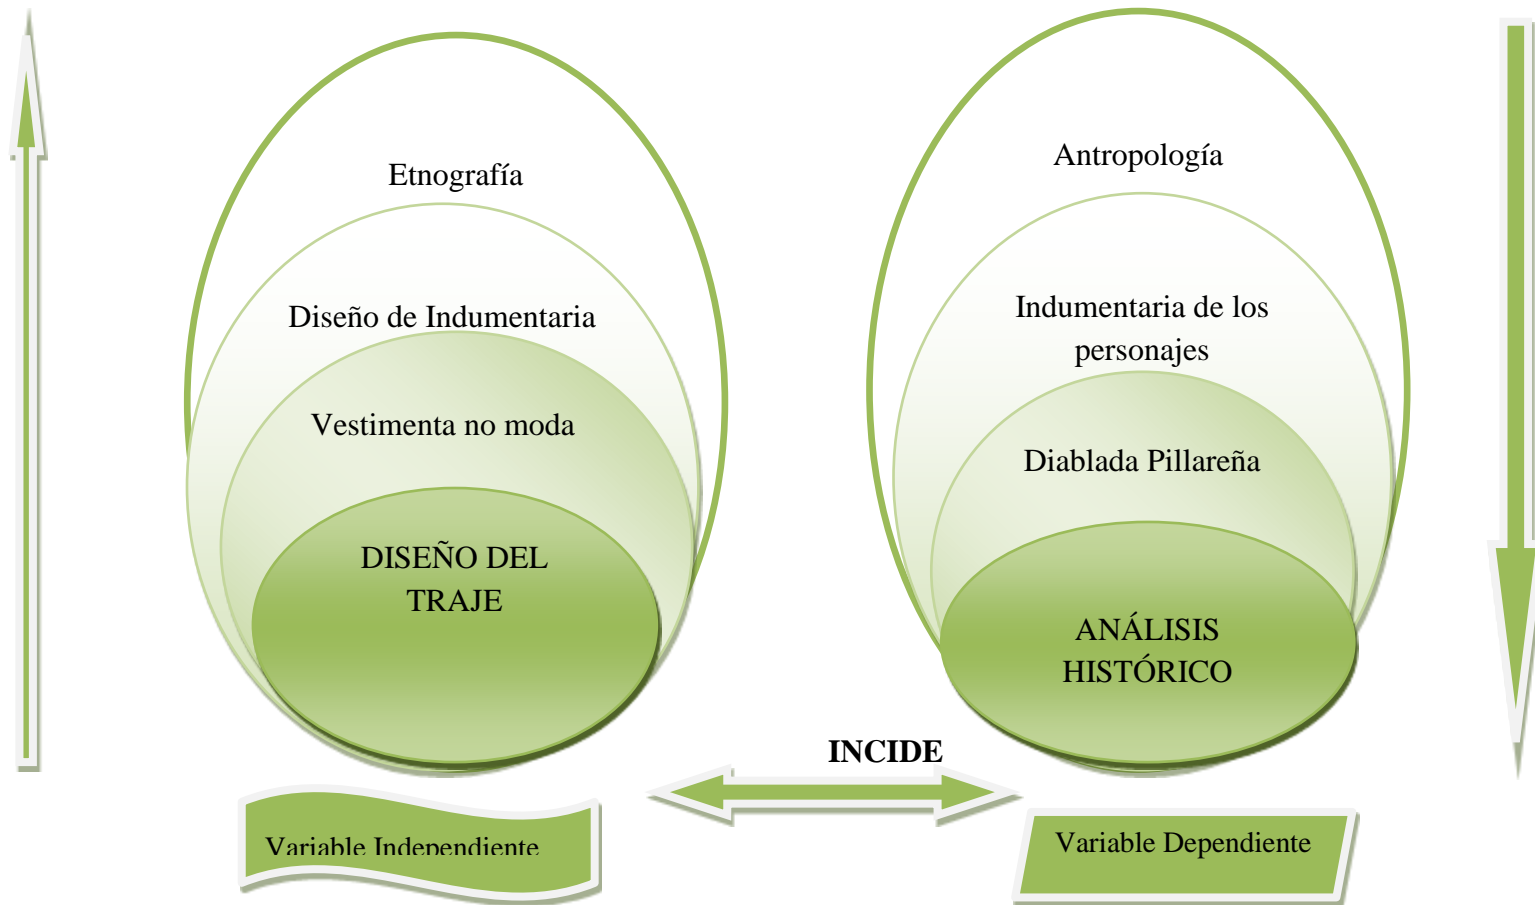 Etnografía
Diseño de Indumentaria
Vestimenta no moda
DISEÑO DEL
TRAJE
Antropología
Indumentaria de los
personajes
Diablada Pillareña
ANÁLISIS
HISTÓRICO
INCIDE
Variable Independiente
Variable Dependiente